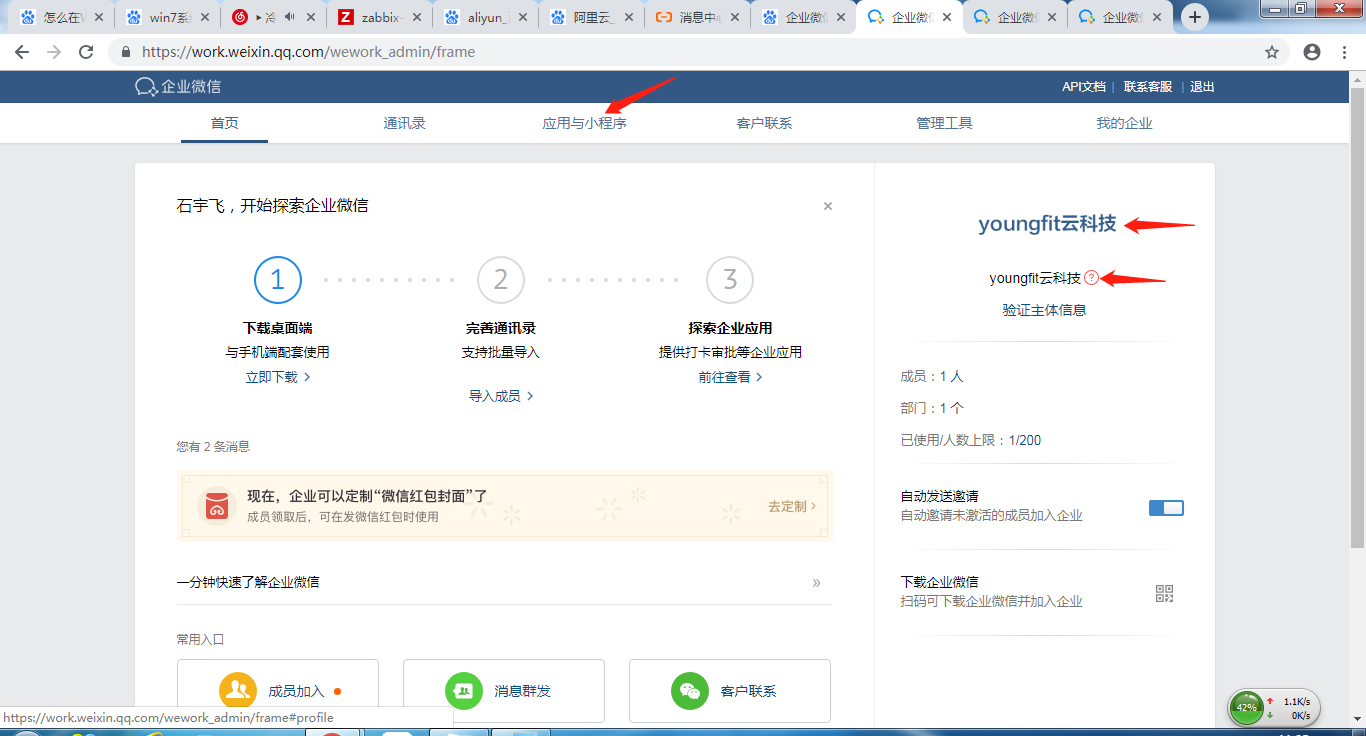 怎么在W
win7系
冷
zabbix-
aliyun_
阿里云_
消息中心
企业微信
企业微信
企业微信
企业微信
https://work.weixin.qq.com/wework_admin/frame
企业微信
API文档 | 联系客服 | 退出
首页 通讯录 应用与小程序 客户联系 管理工具 我的企业
石宇飞，开始探索企业微信
×
1 2 3
下载桌面端 完善通讯录 探索企业应用
与手机端配套使用 支持批量导入 提供打卡审批等企业应用
立即下载 > 前往查看 >
导入成员 >
您有 2 条消息
现在，企业可以定制“微信红包封面”了
成员领取后，可在发微信红包时使用
去定制 >
一分钟快速了解企业微信 »
常用入口
成员加入 消息群发 客户联系
youngfit云科技
youngfit云科技 ?
验证主体信息
成员：1 人
部门：1 个
已使用/人数上限：1/200
自动发送邀请
自动邀请未激活的成员加入企业
下载企业微信
扫码可下载企业微信并加入企业
https://work.weixin.qq.com/wework_admin/frame#profile
42%
1.1K/s
0K/s